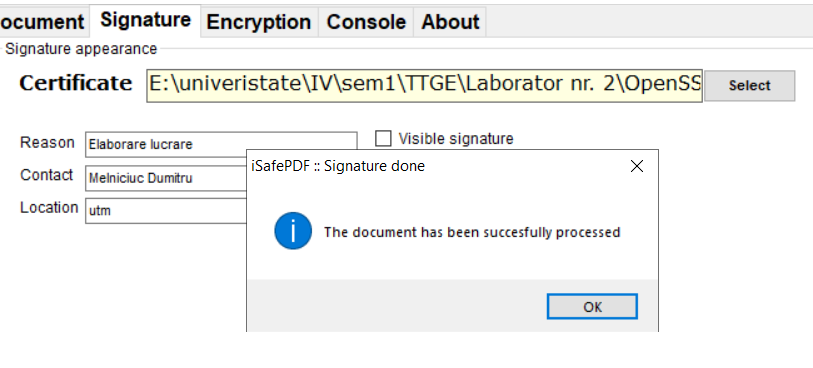 ocument Signature Encryption Console About
Signature appearance
Certificate E:\univeristate\IV\sem1\TTGE\Laborator nr. 2\OpenSS Select
Reason Elaborare lucrare Visible signature
Contact Melniciuc Dumitru
Location utm
iSafePDF :: Signature done
The document has been succesfully processed
OK